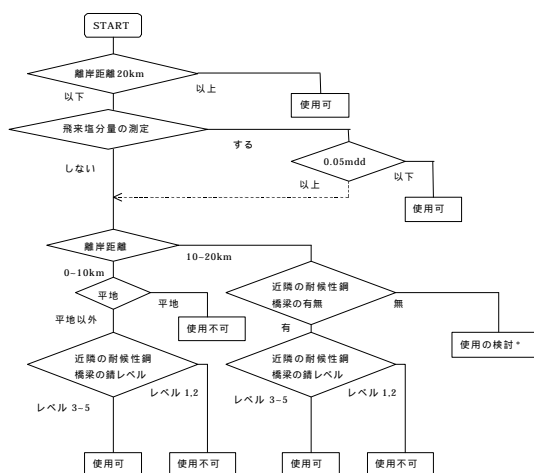 START
離岸距離20km
以下
以上
使用可
飛来塩分量の測定
する
しない
0.05mdd
以上
以下
使用可
離岸距離
0~10km
10~20km
平地
平地
平地以外
使用不可
近隣の耐候性鋼
橋梁の有無
有
無
使用の検討*
近隣の耐候性鋼
橋梁の錆レベル
レベル 3~5
レベル 1,2
近隣の耐候性鋼
橋梁の錆レベル
レベル 3~5
レベル 1,2
使用可
使用不可
使用可
使用不可